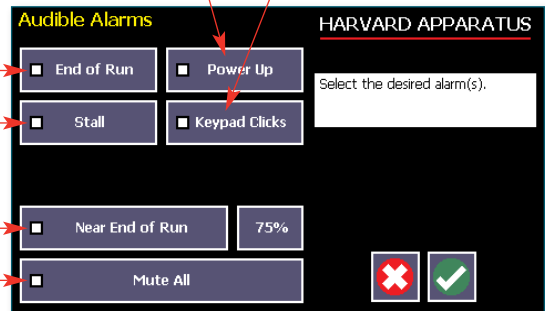 Audible Alarms
HARVARD APPARATUS
End of Run
Power Up
Select the desired alarm(s).
Stall
Keypad Clicks
Near End of Run
75%
Mute All